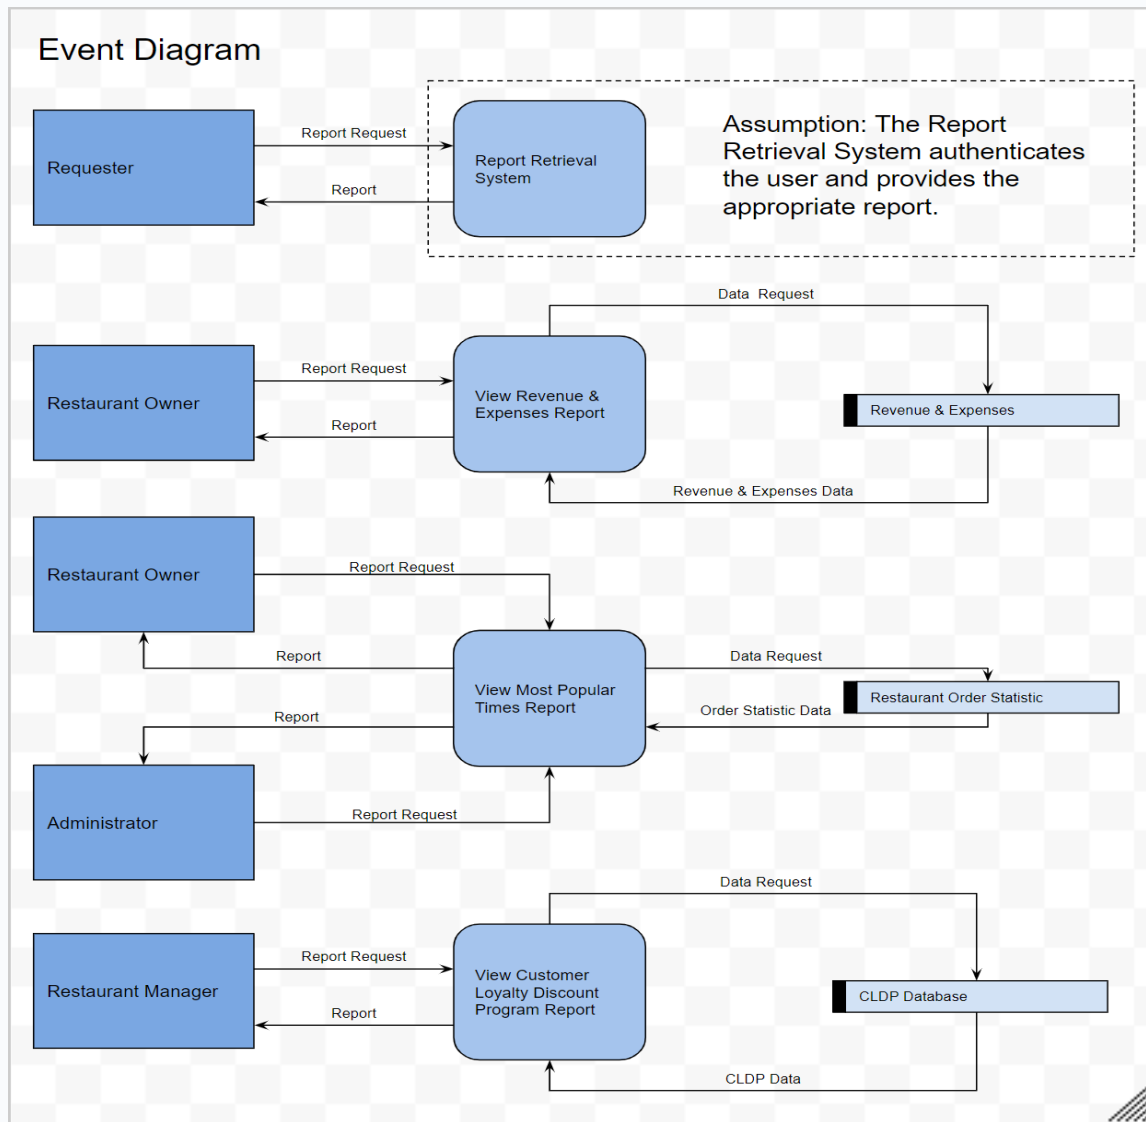 Event Diagram
Requester
Report Request
Report
Report Retrieval
System
Assumption: The Report
Retrieval System authenticates
the user and provides the
appropriate report.
Data  Request
Restaurant Owner
Report Request
Report
View Revenue &
Expenses Report
Revenue & Expenses
Revenue & Expenses Data
Restaurant Owner
Report Request
Report
View Most Popular
Times Report
Data Request
Restaurant Order Statistic
Order Statistic Data
Report
Administrator
Report Request
Data Request
Restaurant Manager
Report Request
Report
View Customer
Loyalty Discount
Program Report
CLDP Database
CLDP Data